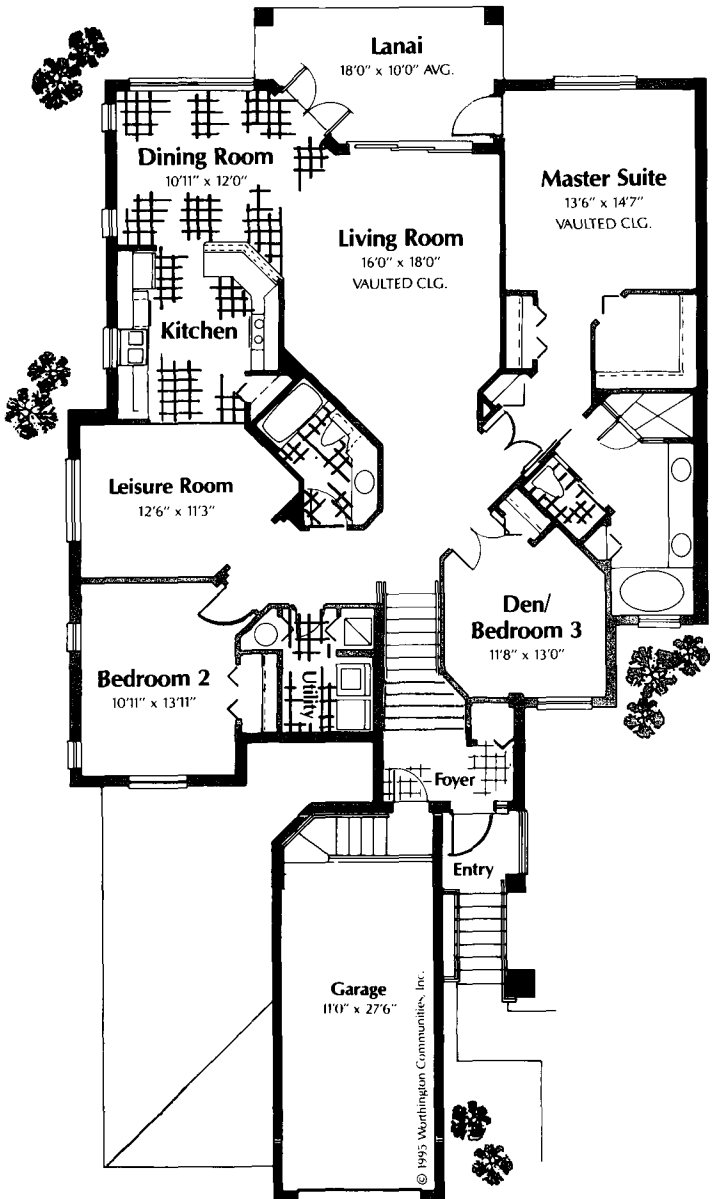 Lanai
18'0" x 10'0" AVG.
Dining Room
10'11" x 12'0"
Master Suite
13'6" x 14'7"
VAULTED CLG.
Living Room
16'0" x 18'0"
VAULTED CLG.
Kitchen
Leisure Room
12'6" x 11'3"
Den/
Bedroom 3
11'8" x 13'0"
Bedroom 2
10'11" x 13'11"
Utility
Foyer
Entry
Garage
11'0" x 27'6"
© 1995 Worthington Communities, Inc.